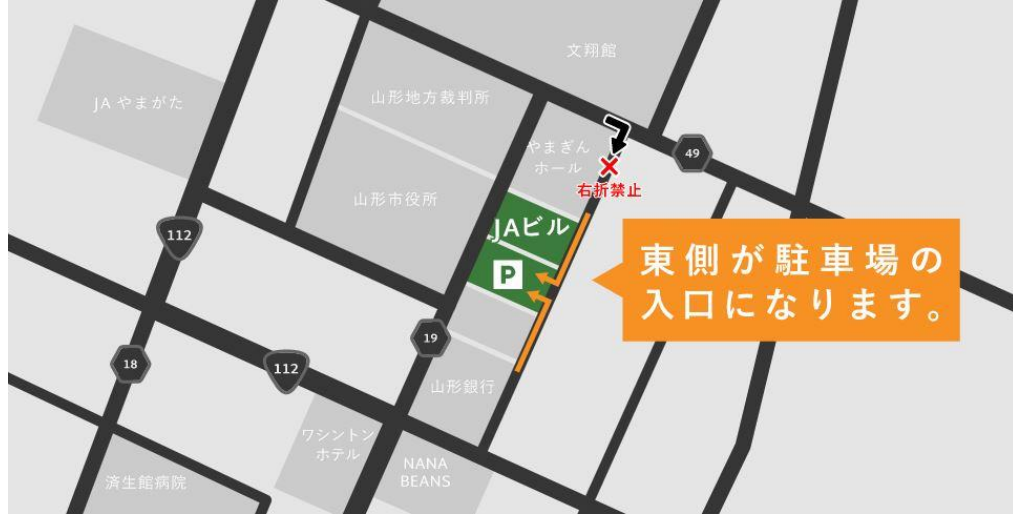 文翔館
JA やまがた
山形地方裁判所
やまぎん
ホール
49
右折禁止
山形市役所
112
JAビル
P
東側が駐車場の
入口になります。
19
18
112
山形銀行
ワシントン
ホテル
NANA
BEANS
済生館病院